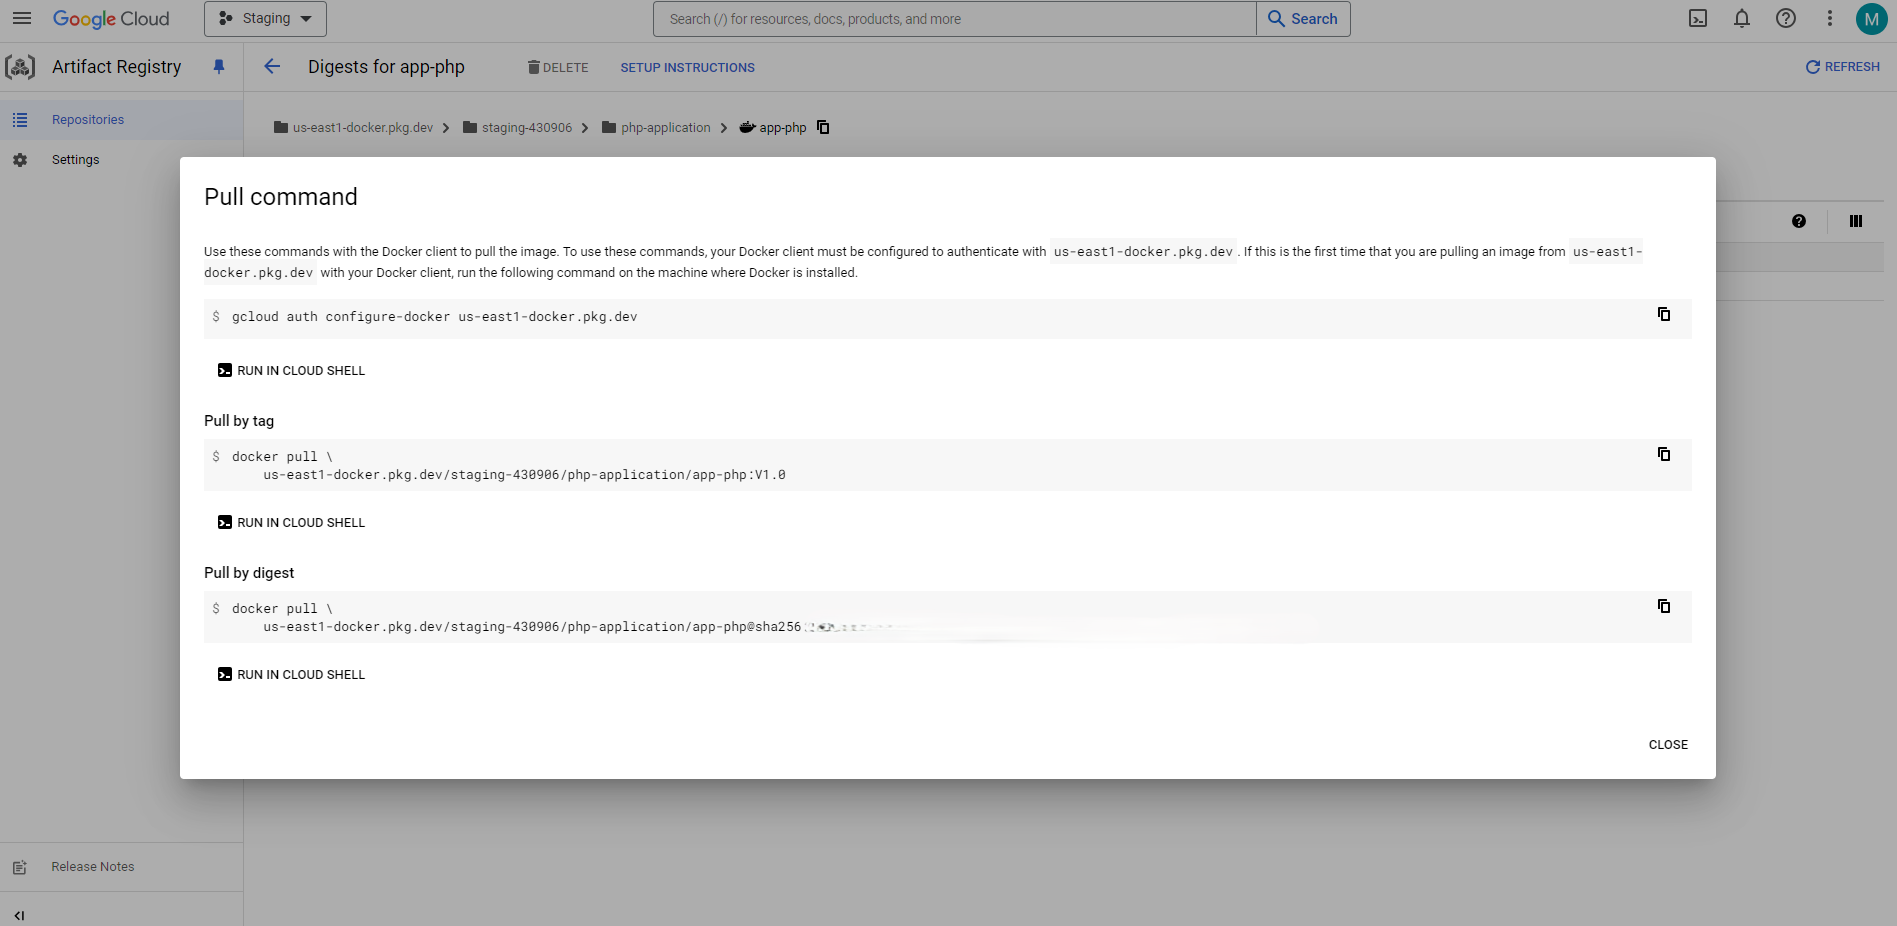 Google Cloud
Staging
Search (/) for resources, docs, products, and more
Search
M
Artifact Registry
Digests for app-php
DELETE
SETUP INSTRUCTIONS
REFRESH
Repositories
Settings
us-east1-docker.pkg.dev
staging-430906
php-application
app-php
Pull command
Use these commands with the Docker client to pull the image. To use these commands, your Docker client must be configured to authenticate with us-east1-docker.pkg.dev . If this is the first time that you are pulling an image from us-east1-
docker.pkg.dev with your Docker client, run the following command on the machine where Docker is installed.
$ gcloud auth configure-docker us-east1-docker.pkg.dev
RUN IN CLOUD SHELL
Pull by tag
$ docker pull \
us-east1-docker.pkg.dev/staging-430906/php-application/app-php:V1.0
RUN IN CLOUD SHELL
Pull by digest
$ docker pull \
us-east1-docker.pkg.dev/staging-430906/php-application/app-php@sha256
RUN IN CLOUD SHELL
CLOSE
Release Notes